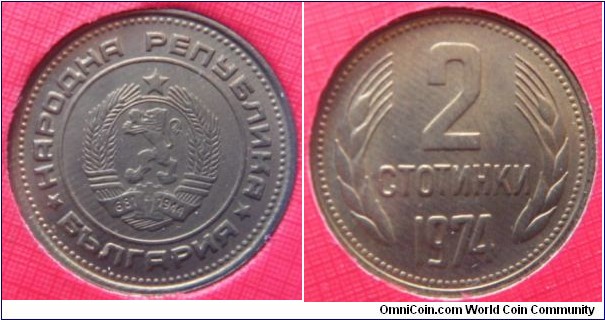 НАРОДНА РЕПУБЛИКА
БЪЛГАРИЯ
681 1944
2
СТОТИНКИ
1974
OmniCoin.com World Coin Community